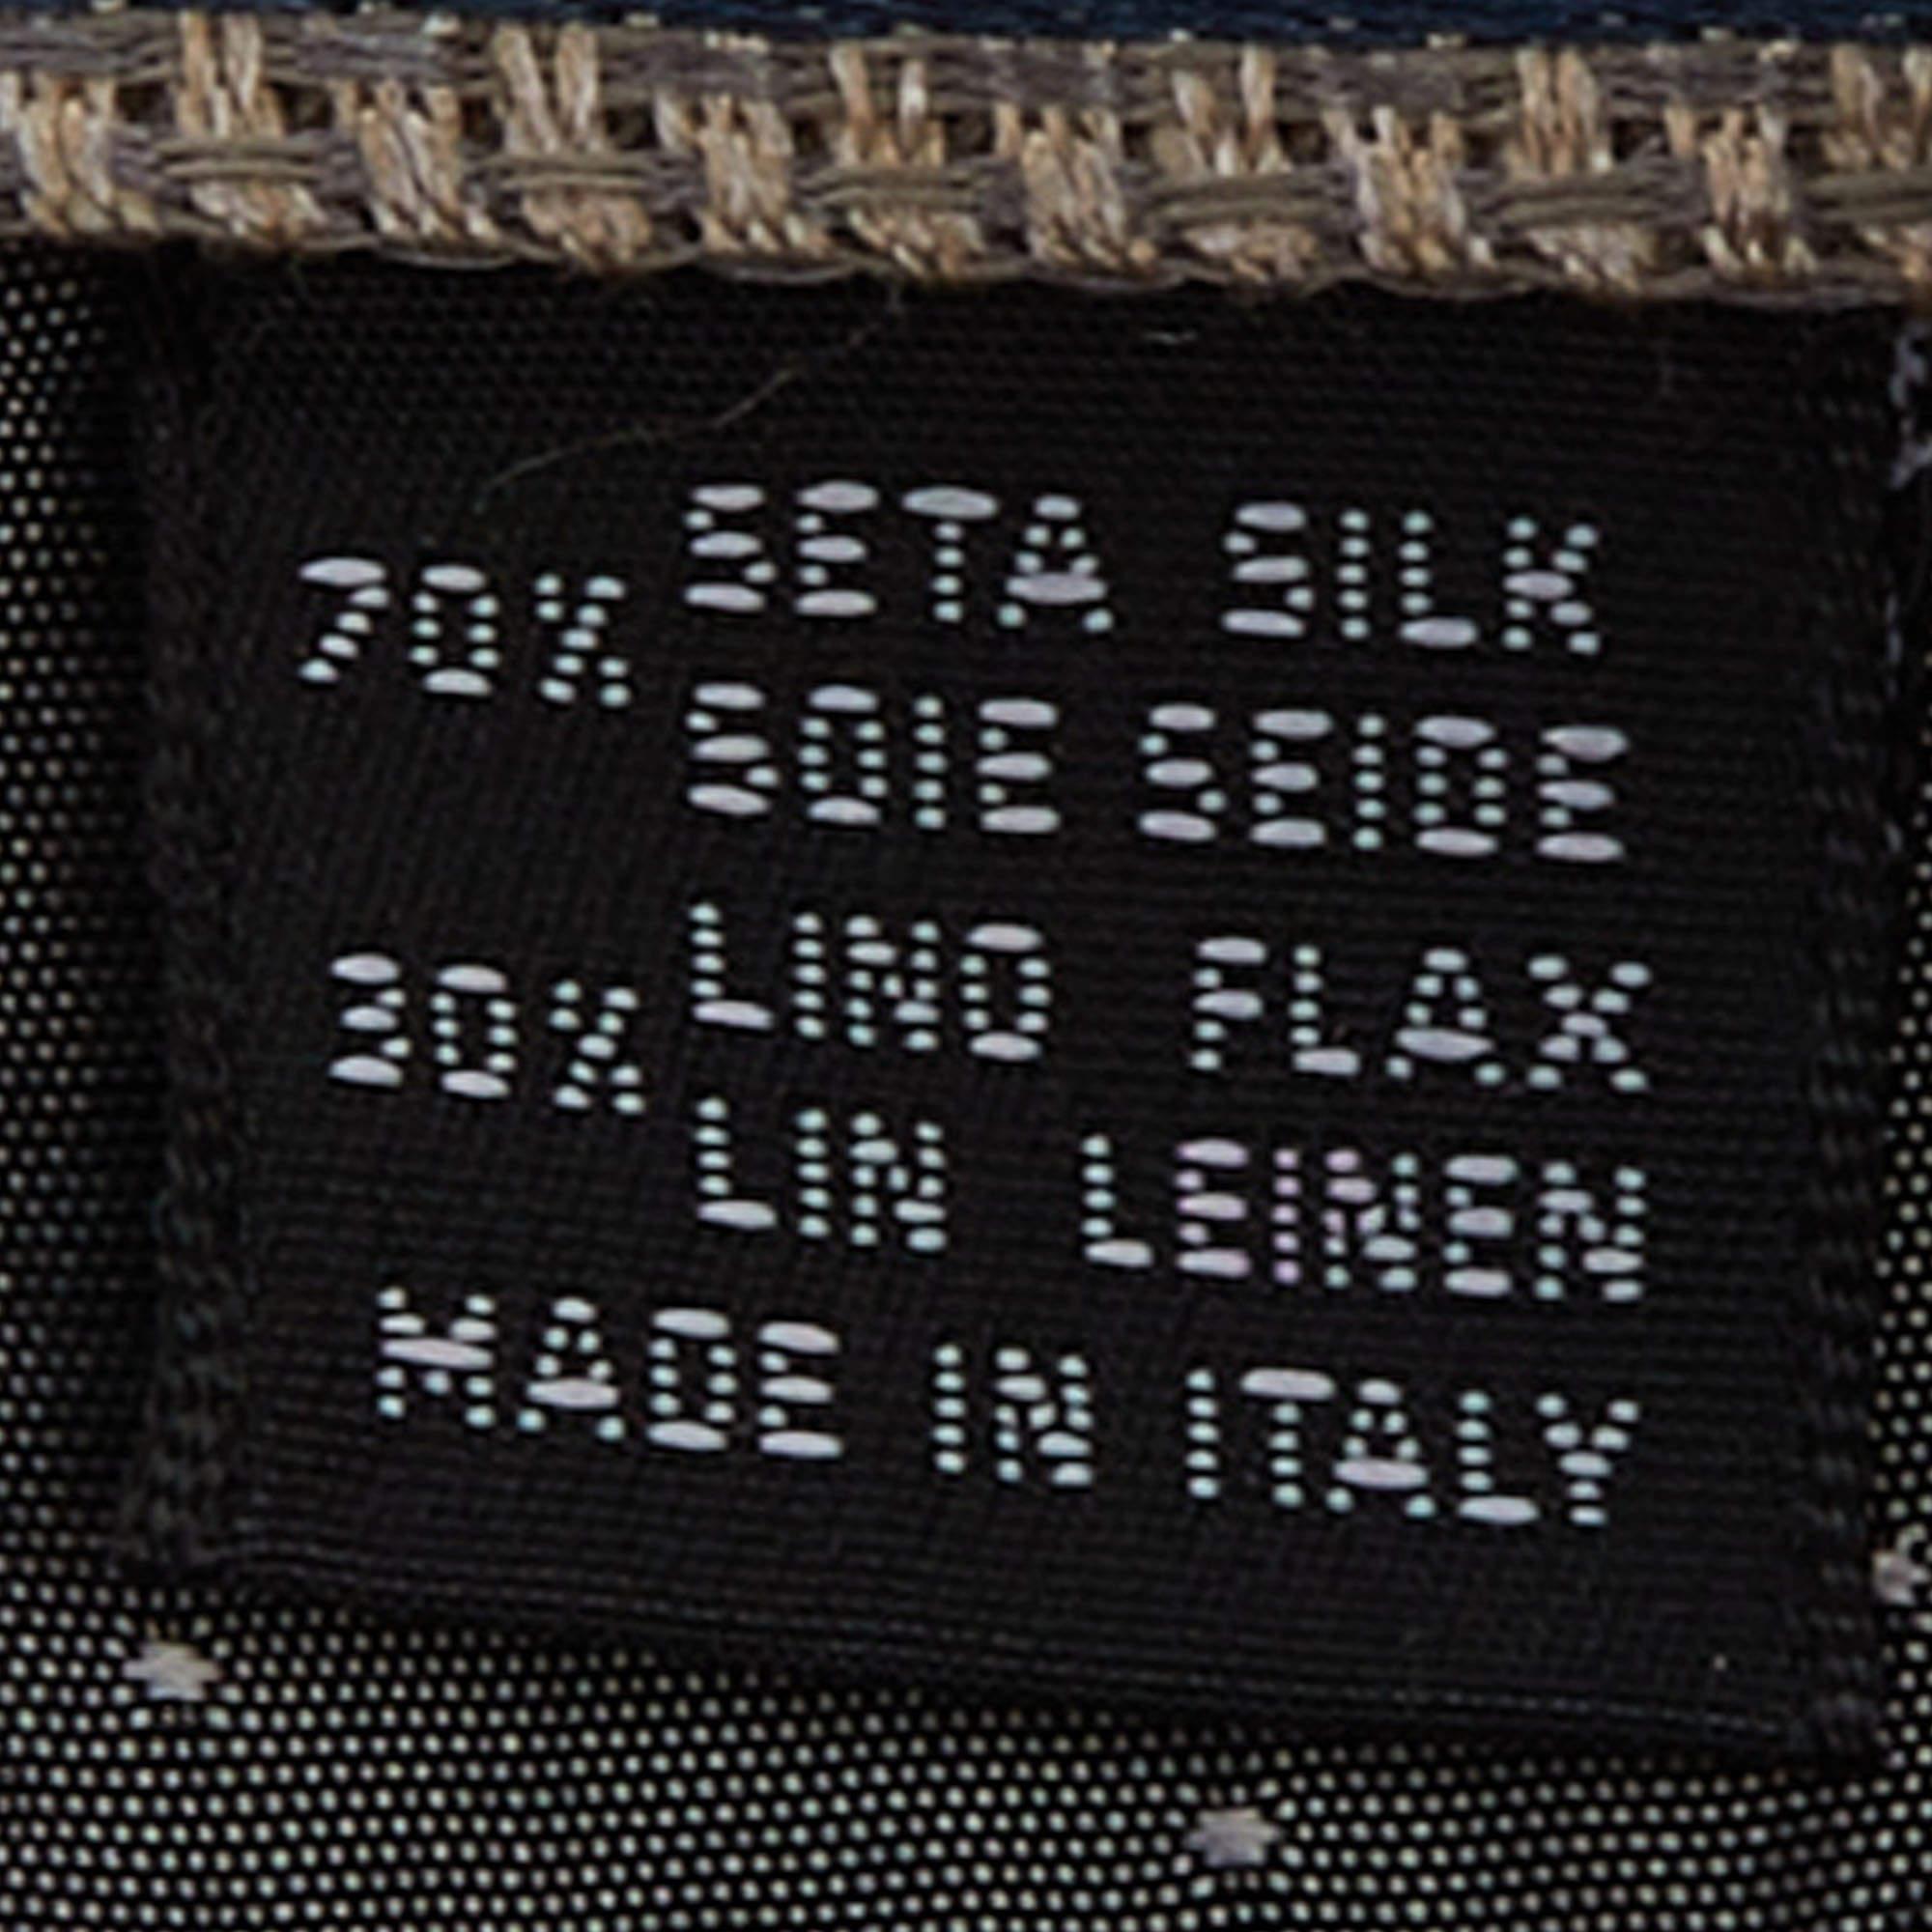 70% SETA SILK
SOIE SEIDE
30% LINO FLAX
LIN LEINEN
MADE IN ITALY